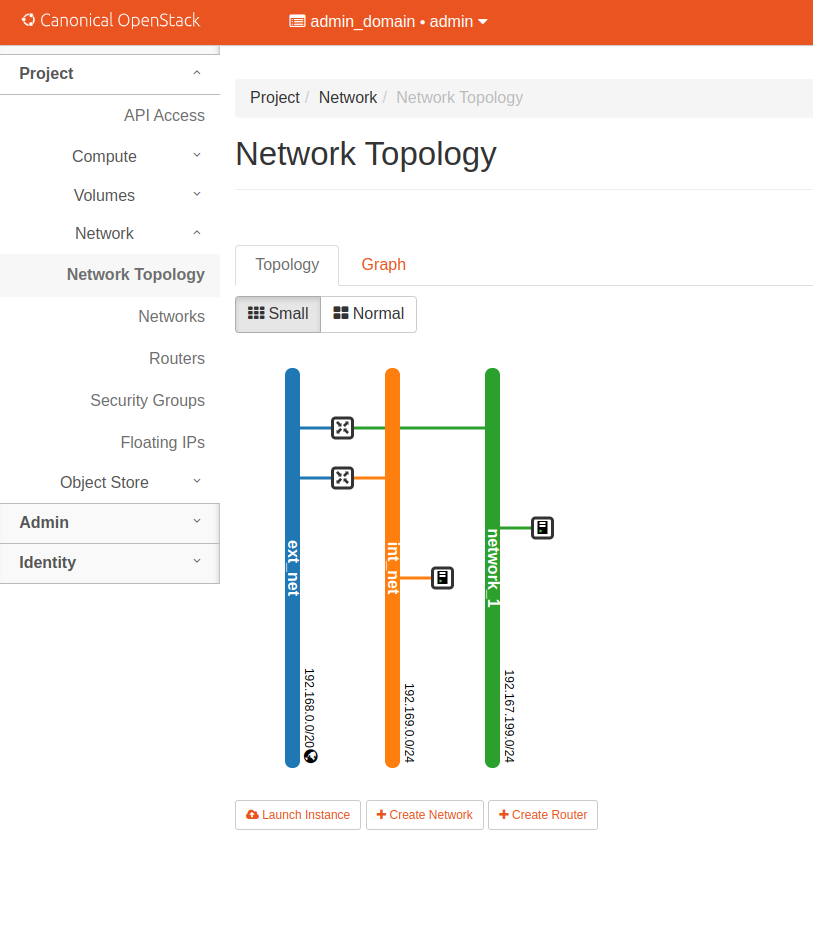 Canonical OpenStack
admin_domain • admin
Project
API Access
Compute
Volumes
Network
Network Topology
Networks
Routers
Security Groups
Floating IPs
Object Store
Admin
Identity
Project / Network / Network Topology
Network Topology
Topology
Graph
Small
Normal
ext_net
192.168.0.0/20
int_net
192.169.0.0/24
network_1
192.167.199.0/24
Launch Instance
Create Network
Create Router